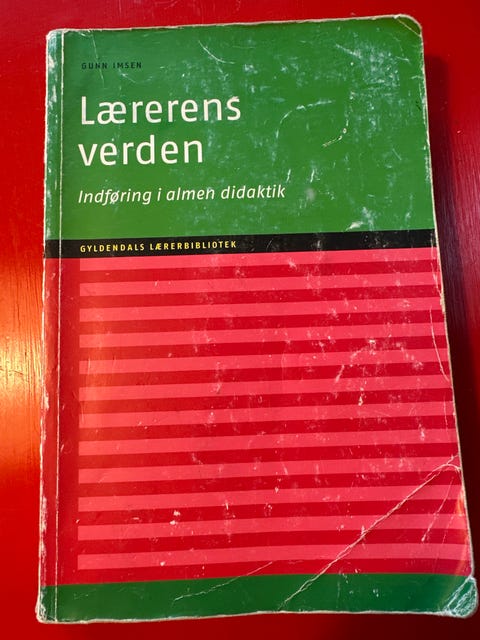 GUNN IMSEN
Lærerens
verden
Indføring i almen didaktik
GYLDENDALS LÆRERBIBLIOTEK